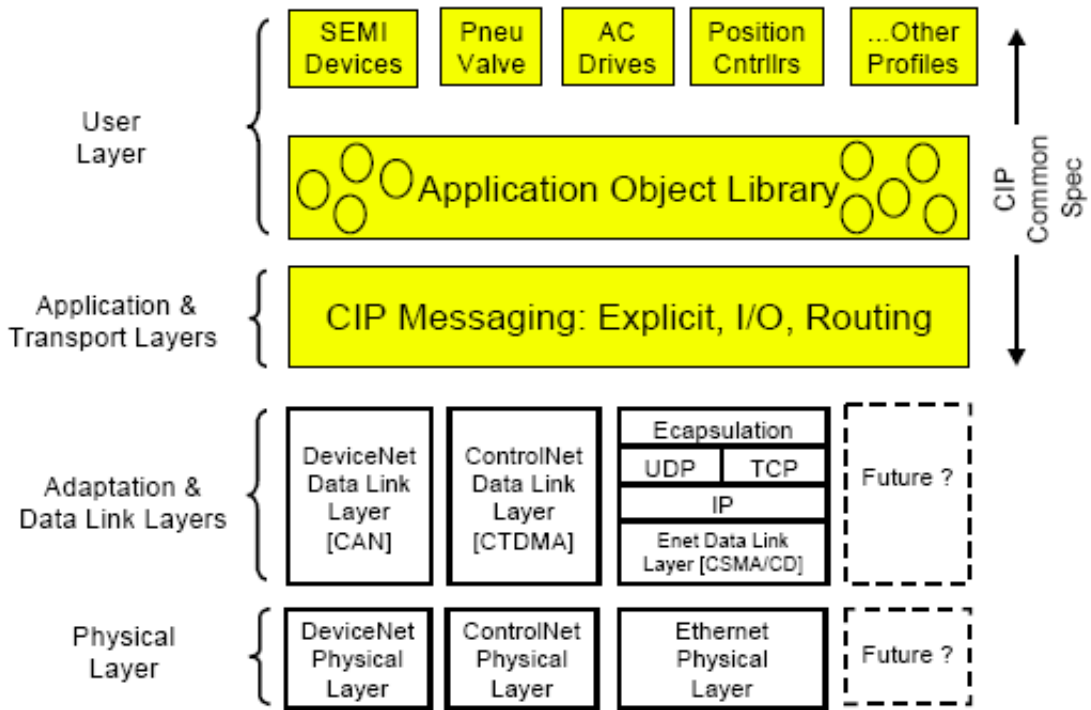 SEMI
Devices
Pneu
Valve
AC
Drives
Position
Cntrllrs
...Other
Profiles
User
Layer
Application Object Library
CIP
Common
Spec
Application &
Transport Layers
CIP Messaging: Explicit, I/O, Routing
Adaptation &
Data Link Layers
DeviceNet
Data Link
Layer
[CAN]
ControlNet
Data Link
Layer
[CTDMA]
Ecapsulation
UDP
TCP
IP
Enet Data Link
Layer [CSMA/CD]
Future ?
Physical
Layer
DeviceNet
Physical
Layer
ControlNet
Physical
Layer
Ethernet
Physical
Layer
Future ?